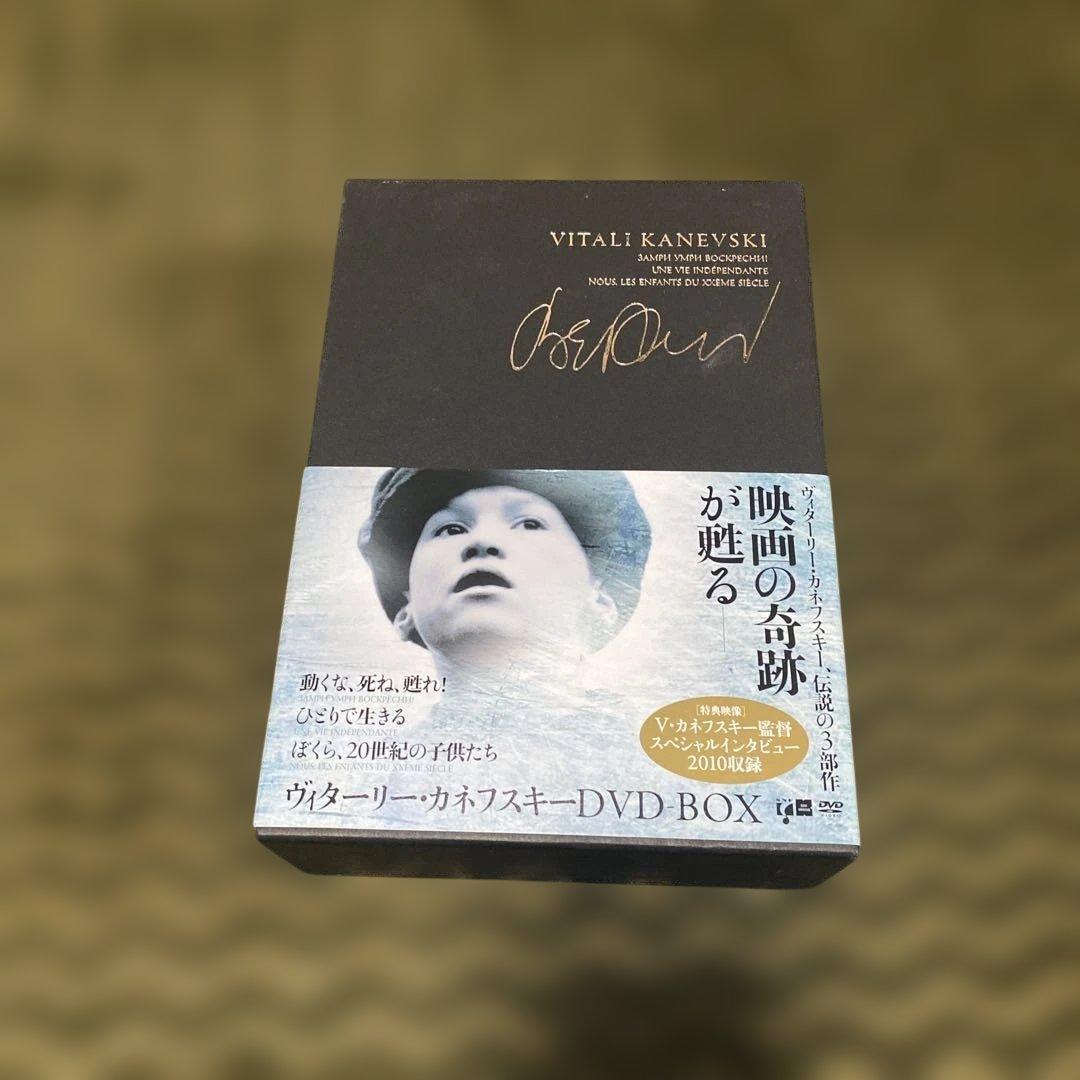 VITALI KANEVSKI
ЗАМРИ УМРИ ВОСКРЕСНИ!
UNE VIE INDÉPENDANTE
NOUS, LES ENFANTS DU XXÈME SIÈCLE
ヴィターリー・カネフスキー、伝説の3部作
映画の奇跡
が甦る──
動くな、死ね、甦れ!
ЗАМРИ УМРИ ВОСКРЕСНИ!
ひとりで生きる
UNE VIE INDÉPENDANTE
ぼくら、20世紀の子供たち
NOUS, LES ENFANTS DU XXÈME SIÈCLE
[特典映像]
V・カネフスキー監督
スペシャルインタビュー
2010収録
ヴィターリー・カネフスキーDVD-BOX
DVD
VIDEO